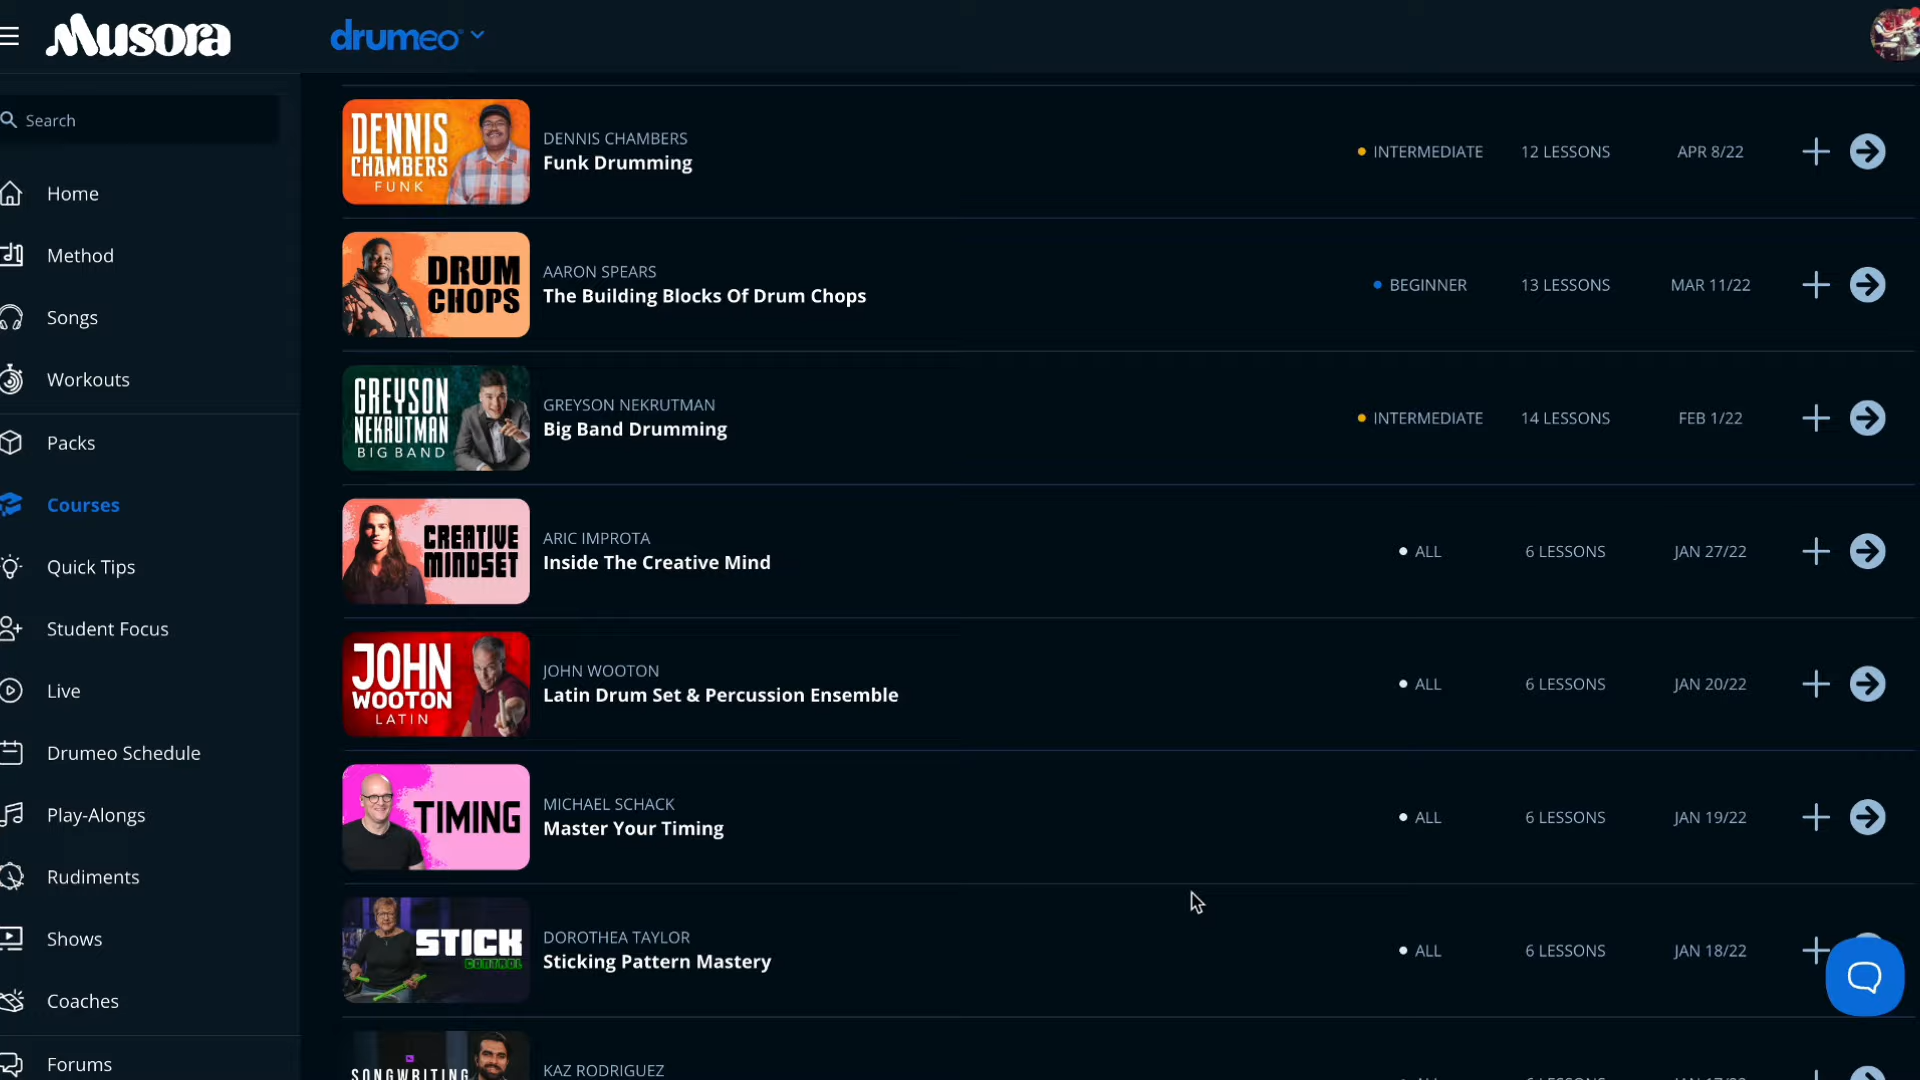 Musora
drumeo
Search
Home
Method
Songs
Workouts
Packs
Courses
Quick Tips
Student Focus
Live
Drumeo Schedule
Play-Alongs
Rudiments
Shows
Coaches
Forums
DENNIS
CHAMBERS
FUNK
DENNIS CHAMBERS
Funk Drumming
INTERMEDIATE
12 LESSONS
APR 8/22
DRUM
CHOPS
AARON SPEARS
The Building Blocks Of Drum Chops
BEGINNER
13 LESSONS
MAR 11/22
GREYSON
NEKRUTMAN
BIG BAND
GREYSON NEKRUTMAN
Big Band Drumming
INTERMEDIATE
14 LESSONS
FEB 1/22
CREATIVE
MINDSET
ARIC IMPROTA
Inside The Creative Mind
ALL
6 LESSONS
JAN 27/22
JOHN
WOOTON
LATIN
JOHN WOOTON
Latin Drum Set & Percussion Ensemble
ALL
6 LESSONS
JAN 20/22
TIMING
MICHAEL SCHACK
Master Your Timing
ALL
6 LESSONS
JAN 19/22
STICK
CONTROL
DOROTHEA TAYLOR
Sticking Pattern Mastery
ALL
6 LESSONS
JAN 18/22
SONGWRITING
KAZ RODRIGUEZ